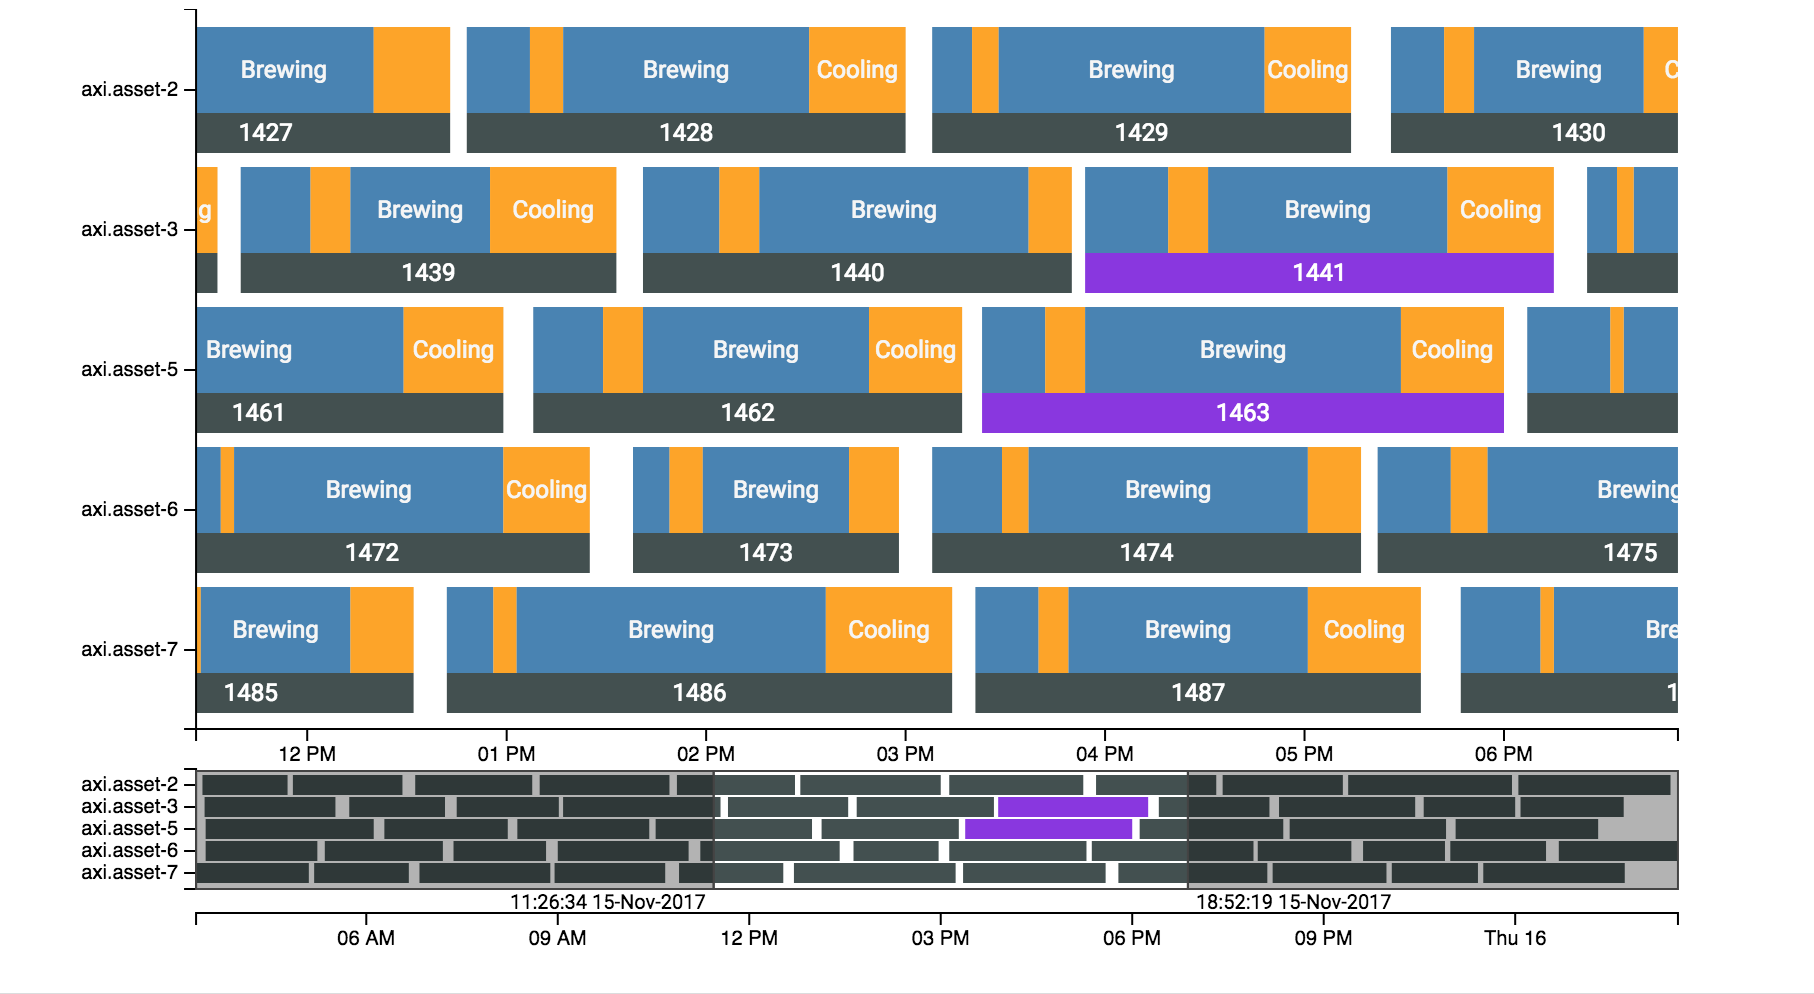 axi.asset-2
Brewing Brewing Cooling Brewing Cooling Brewing C
1427 1428 1429 1430
axi.asset-3
g Brewing Cooling Brewing Brewing Cooling
1439 1440 1441
axi.asset-5
Brewing Cooling Brewing Cooling Brewing Cooling
1461 1462 1463
axi.asset-6
Brewing Cooling Brewing Brewing Brewing
1472 1473 1474 1475
axi.asset-7
Brewing Brewing Cooling Brewing Cooling Bre
1485 1486 1487 1
12 PM 01 PM 02 PM 03 PM 04 PM 05 PM 06 PM
axi.asset-2
axi.asset-3
axi.asset-5
axi.asset-6
axi.asset-7
11:26:34 15-Nov-2017 18:52:19 15-Nov-2017
06 AM 09 AM 12 PM 03 PM 06 PM 09 PM Thu 16